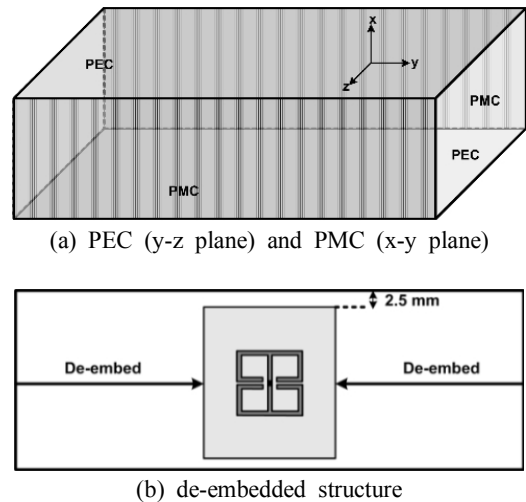 x
PEC
y
z
PMC
PEC
PMC
(a) PEC (y-z plane) and PMC (x-y plane)
2.5 mm
De-embed
De-embed
(b) de-embedded structure